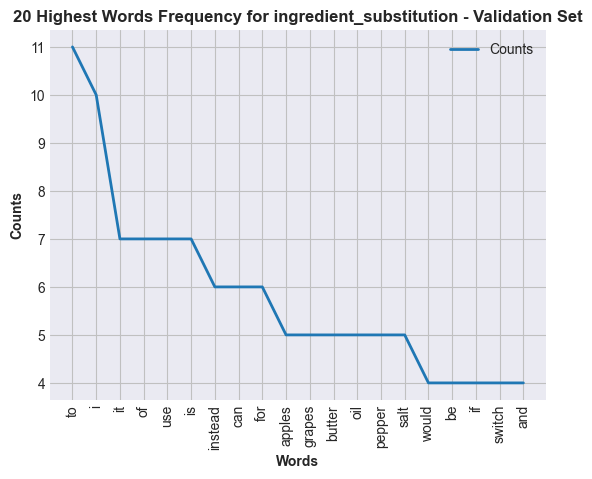 20 Highest Words Frequency for ingredient_substitution - Validation Set
Counts
11
10
9
8
7
6
5
4
Counts
to
i
it
of
use
is
instead
can
for
apples
grapes
butter
oil
pepper
salt
would
be
if
switch
and
Words